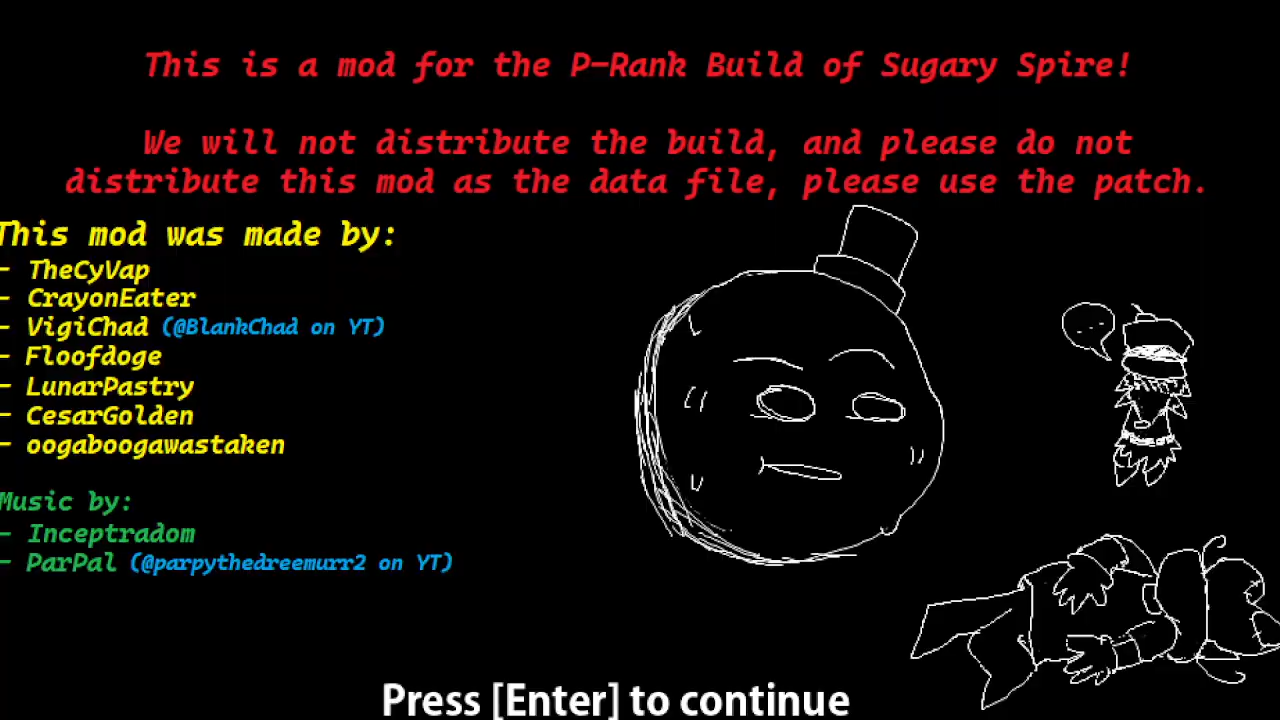 This is a mod for the P-Rank Build of Sugary Spire!
We will not distribute the build, and please do not
distribute this mod as the data file, please use the patch.
This mod was made by:
- TheCyVap
- CrayonEater
- VigiChad (@BlankChad on YT)
- Floofdoge
- LunarPastry
- CesarGolden
- oogaboogawastaken
Music by:
- Inceptradom
- ParPal (@parpythedreemurr2 on YT)
...
Press [Enter] to continue